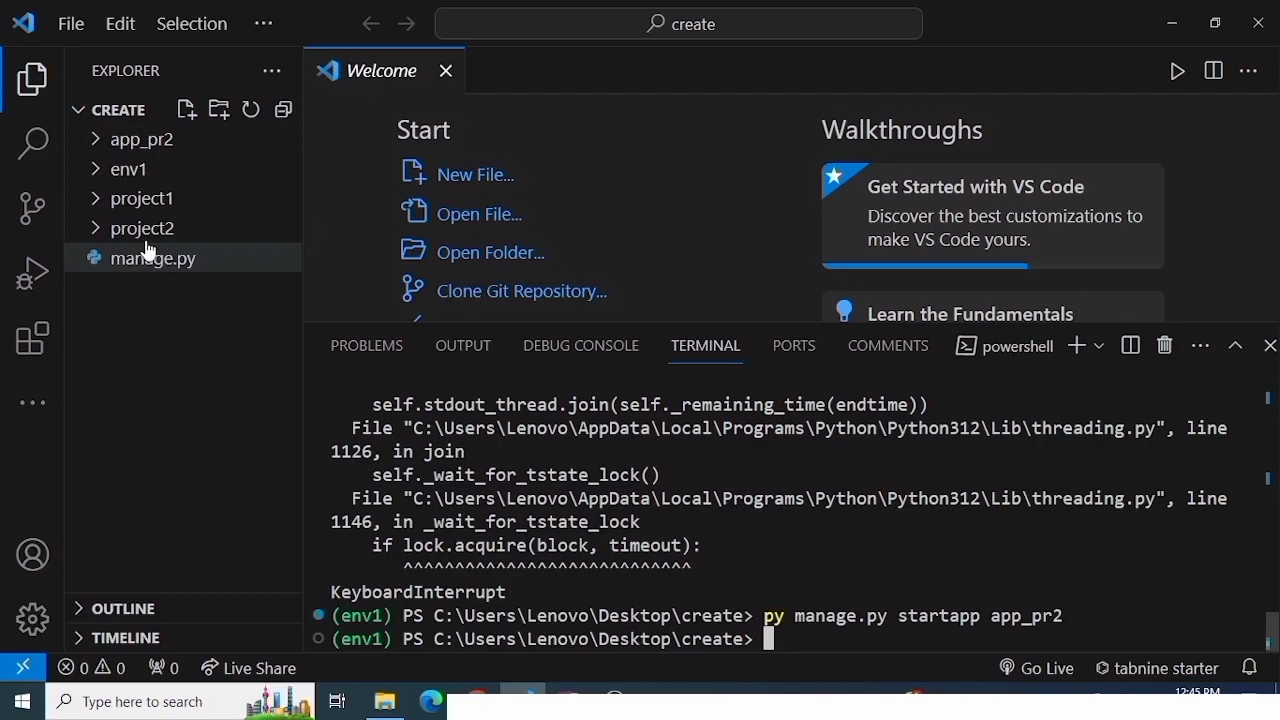 File Edit Selection ···
create
EXPLORER
Welcome
CREATE
app_pr2
env1
project1
project2
manage.py
OUTLINE
TIMELINE
Start
New File...
Open File...
Open Folder...
Clone Git Repository...
Walkthroughs
Get Started with VS Code
Discover the best customizations to
make VS Code yours.
Learn the Fundamentals
PROBLEMS OUTPUT DEBUG CONSOLE TERMINAL PORTS COMMENTS powershell
self.stdout_thread.join(self._remaining_time(endtime))
File "C:\Users\Lenovo\AppData\Local\Programs\Python\Python312\Lib\threading.py", line
1126, in join
self._wait_for_tstate_lock()
File "C:\Users\Lenovo\AppData\Local\Programs\Python\Python312\Lib\threading.py", line
1146, in _wait_for_tstate_lock
if lock.acquire(block, timeout):
^^^^^^^^^^^^^^^^^^^^^^^^^^^
KeyboardInterrupt
(env1) PS C:\Users\Lenovo\Desktop\create> py manage.py startapp app_pr2
(env1) PS C:\Users\Lenovo\Desktop\create>
0 0 0 Live Share Go Live tabnine starter
Type here to search
12:45 PM